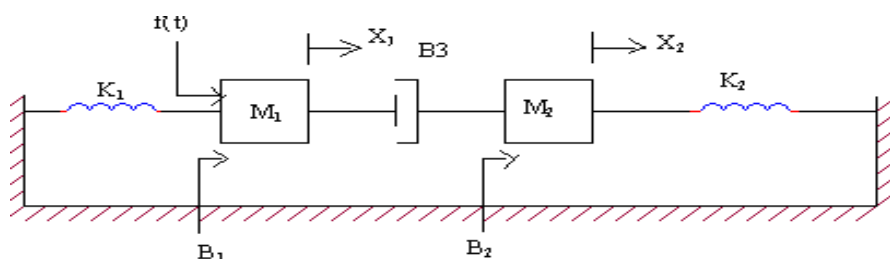 f(t)
X₁
B3
X₂
K₁
K₂
M₁
M₂
B₁
B₂